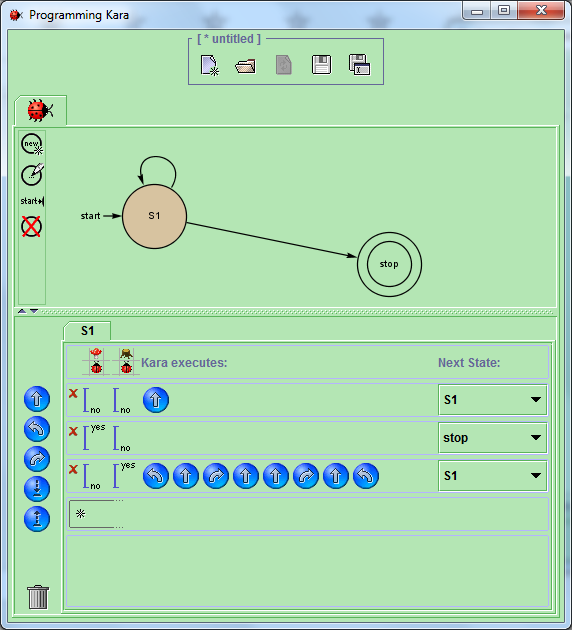 Programming Kara
[ * untitled ]
new
start
start
S1
stop
S1
Kara executes:
Next State:
no
no
S1
yes
no
stop
no
yes
S1